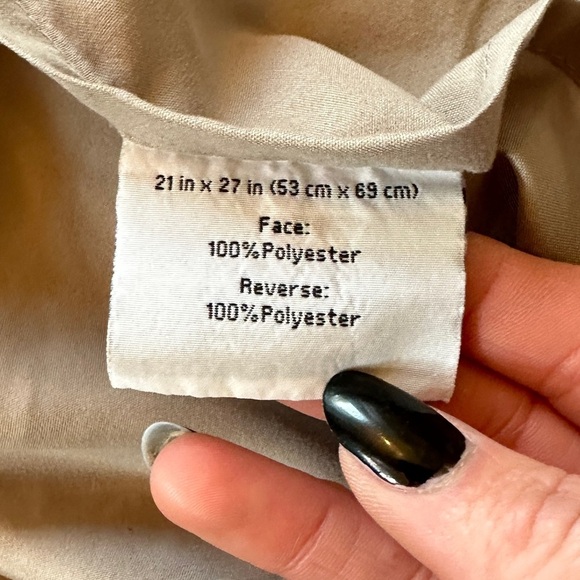 21 in x 27 in (53 cm x 69 cm)
Face:
100%Polyester
Reverse:
100%Polyester